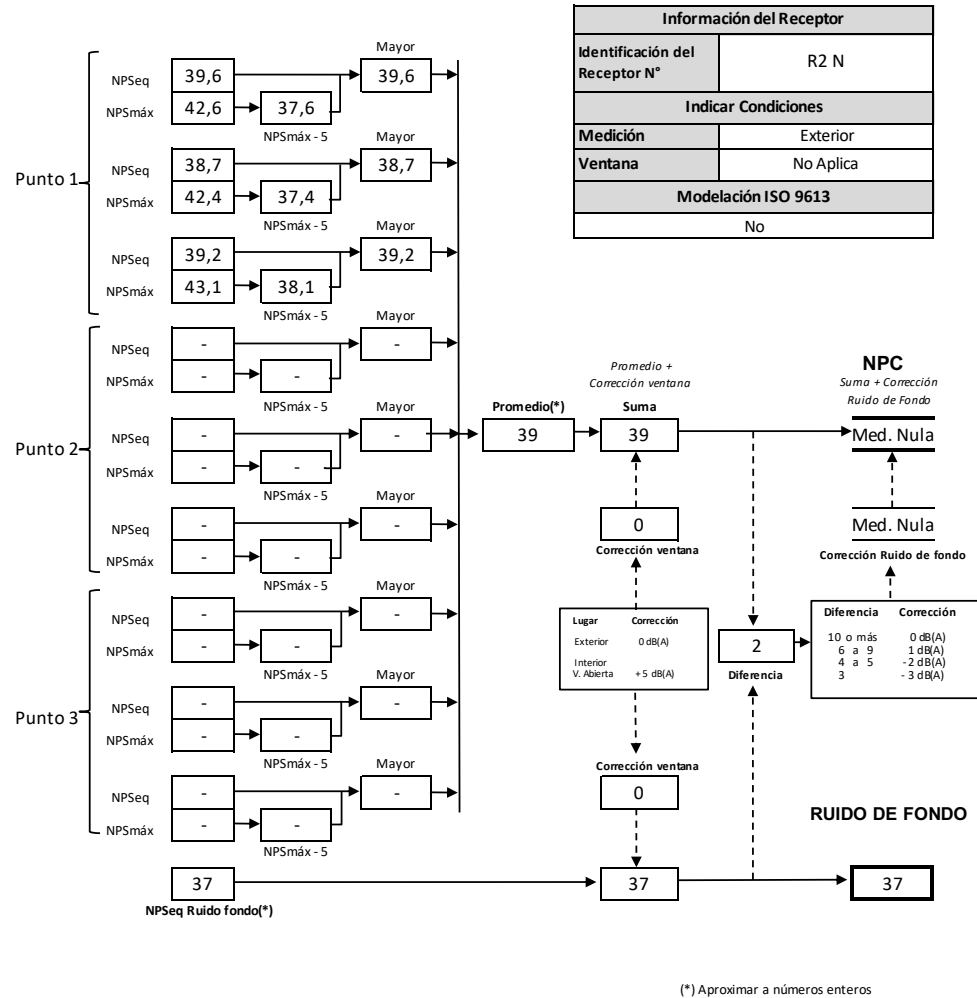 Información del Receptor
Identificación del Receptor N°
R2 N
Indicar Condiciones
Medición
Exterior
Ventana
No Aplica
Modelación ISO 9613
No
Punto 1
Mayor
NPSeq
39,6
39,6
NPSmáx
42,6
37,6
NPSmáx - 5
Mayor
NPSeq
38,7
38,7
NPSmáx
42,4
37,4
NPSmáx - 5
Mayor
NPSeq
39,2
39,2
NPSmáx
43,1
38,1
NPSmáx - 5
Punto 2
Mayor
NPSeq
-
-
NPSmáx
-
-
NPSmáx - 5
Mayor
NPSeq
-
-
NPSmáx
-
-
NPSmáx - 5
Mayor
NPSeq
-
-
NPSmáx
-
-
NPSmáx - 5
Punto 3
Mayor
NPSeq
-
-
NPSmáx
-
-
NPSmáx - 5
Mayor
NPSeq
-
-
NPSmáx
-
-
NPSmáx - 5
Mayor
NPSeq
-
-
NPSmáx
-
-
NPSmáx - 5
37
NPSeq Ruido fondo(*)
Promedio(*)
39
Promedio +
Corrección ventana
Suma
39
0
Corrección ventana
Lugar Corrección
Exterior 0 dB(A)
Interior
V. Abierta + 5 dB(A)
Corrección ventana
0
37
2
Diferencia
NPC
Suma + Corrección
Ruido de Fondo
Med. Nula
Med. Nula
Corrección Ruido de fondo
Diferencia Corrección
10 o más 0 dB(A)
6 a 9 1 dB(A)
4 a 5 -2 dB(A)
3 - 3 dB(A)
RUIDO DE FONDO
37
(*) Aproximar a números enteros